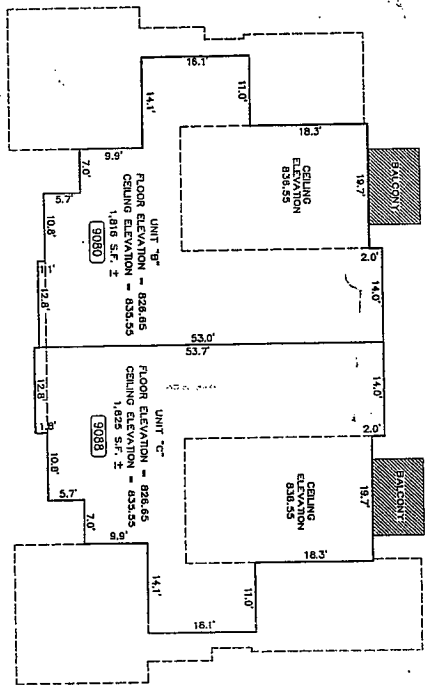 16.1'
11.0'
14.1'
18.3'
BALCONY
19.7'
CEILING
ELEVATION
836.55
9.9'
7.0'
5.7'
10.8'
1.1'
12.8'
UNIT "B"
FLOOR ELEVATION = 826.65
CEILING ELEVATION = 835.55
1,816 S.F. ±
9080
2.0'
14.0'
53.0'
53.7'
14.0'
2.0'
UNIT "C"
FLOOR ELEVATION = 826.65
CEILING ELEVATION = 835.55
1,825 S.F. ±
9088
12.8'
1.8'
10.8'
5.7'
7.0'
9.9'
CEILING
ELEVATION
836.55
BALCONY
19.7'
18.3'
14.1'
11.0'
16.1'